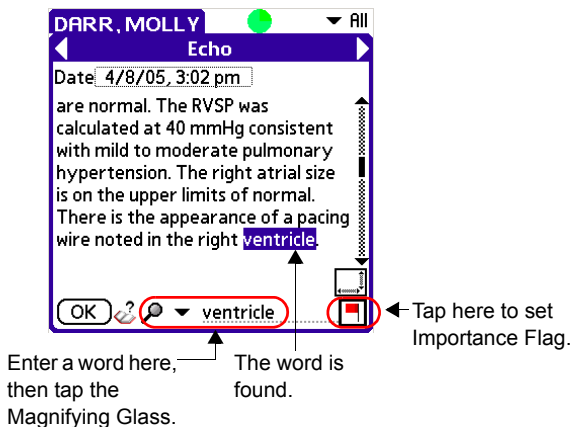 DARR, MOLLY
All
Echo
Date 4/8/05, 3:02 pm
are normal. The RVSP was
calculated at 40 mmHg consistent
with mild to moderate pulmonary
hypertension. The right atrial size
is on the upper limits of normal.
There is the appearance of a pacing
wire noted in the right ventricle.
OK ventricle
Tap here to set
Importance Flag.
Enter a word here,
then tap the
Magnifying Glass.
The word is
found.